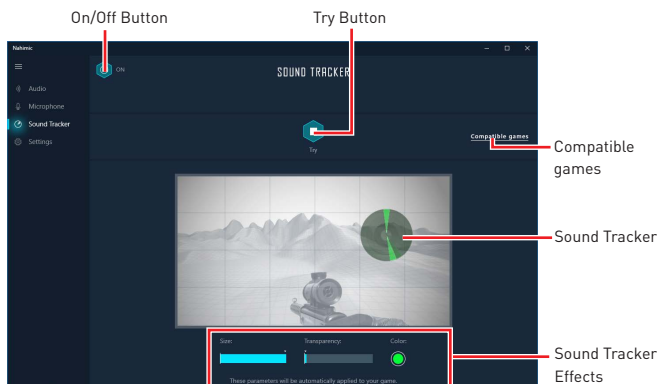 On/Off Button
Try Button
Nahimic
ON
SOUND TRACKER
Audio
Microphone
Sound Tracker
Settings
Try
Compatible games
Compatible
games
Sound Tracker
Size:
Transparency:
Color:
These parameters will be automatically applied to your game.
Sound Tracker
Effects